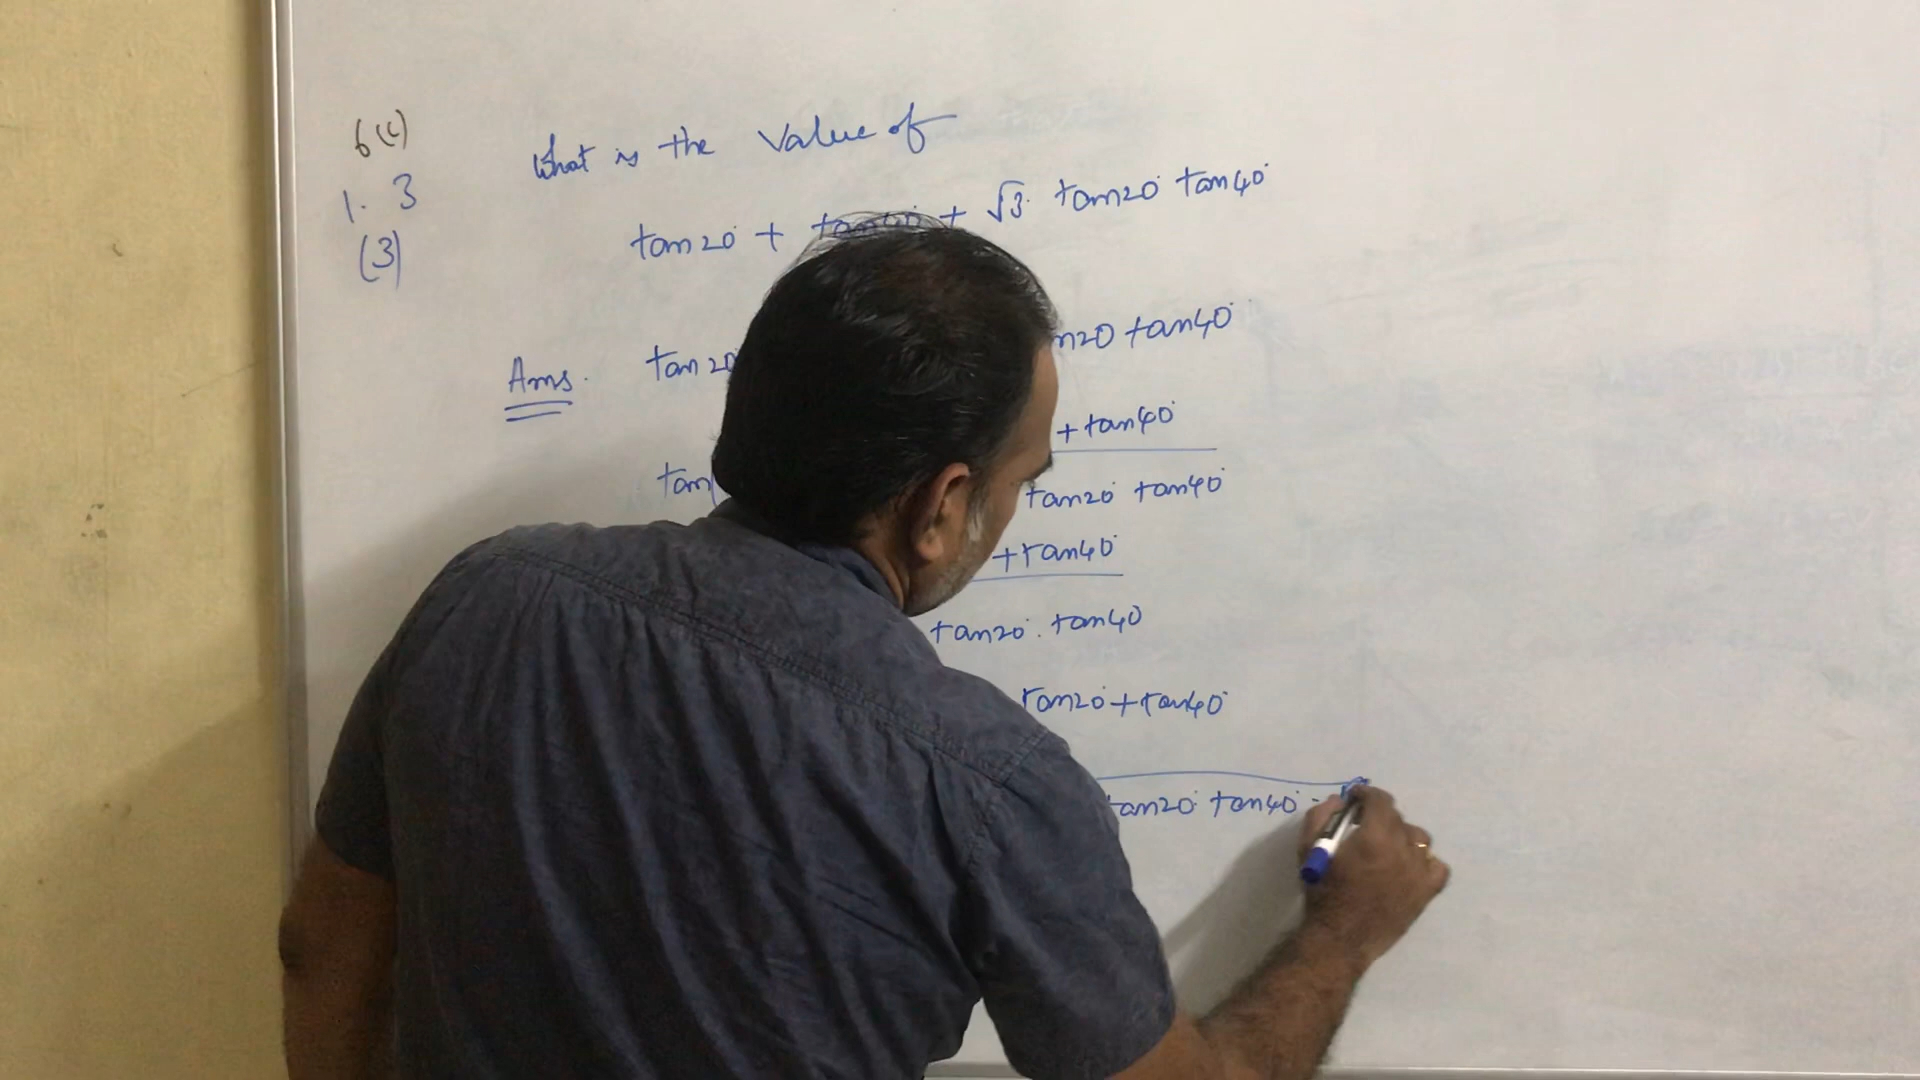 6(c)
1. 3
(3)
What is the value of
tan20° + tan40° + √3. tan20° tan40°
Ans. tan20 n20 tan40°
+ tan40°
tan( tan20° tan40°
+tan40°
tan20°. tan40
tan20°+tan40°
tan20° tan40° =